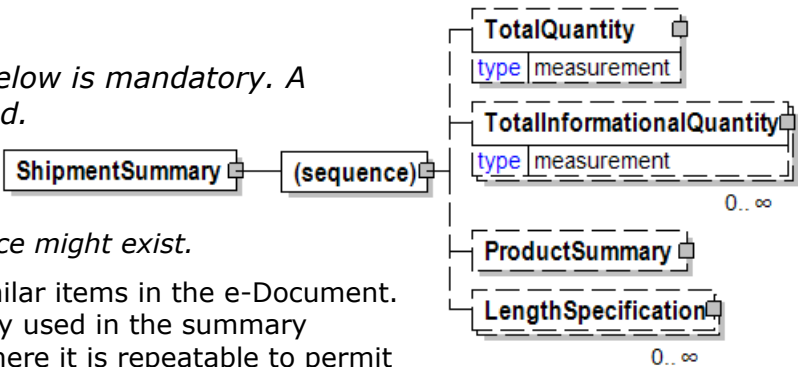 elow is mandatory. A
d.
ce might exist.
ilar items in the e-Document.
y used in the summary
here it is repeatable to permit
ShipmentSummary
(sequence)
TotalQuantity
type measurement
TotalInformationalQuantity
type measurement
0.. ∞
ProductSummary
LengthSpecification
0.. ∞